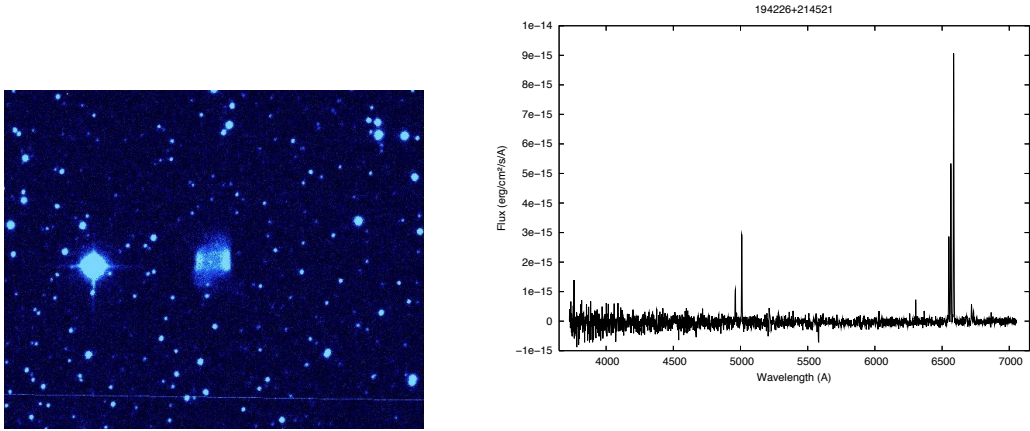 194226+214521
1e-14
9e-15
8e-15
7e-15
6e-15
5e-15
4e-15
3e-15
2e-15
1e-15
0
−1e-15
Flux (erg/cm²/s/A)
4000 4500 5000 5500 6000 6500 7000
Wavelength (A)